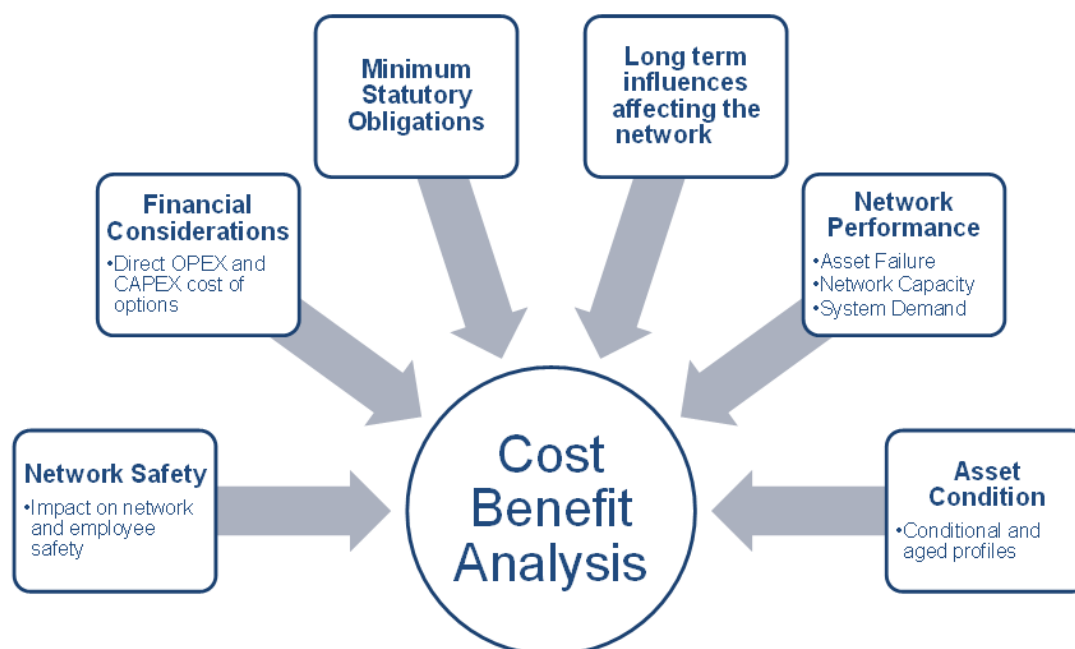 Minimum
Statutory
Obligations
Long term
influences
affecting the
network
Financial
Considerations
•Direct OPEX and
CAPEX cost of
options
Network
Performance
•Asset Failure
•Network Capacity
•System Demand
Network Safety
•Impact on network
and employee
safety
Cost
Benefit
Analysis
Asset
Condition
•Conditional and
aged profiles